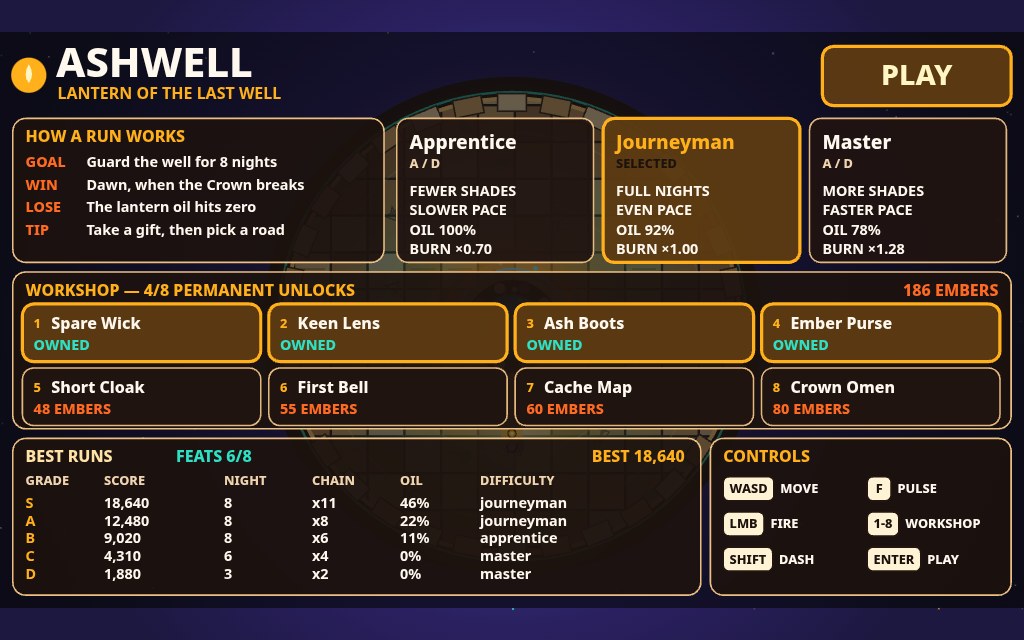 ASHWELL
LANTERN OF THE LAST WELL
PLAY
HOW A RUN WORKS
GOAL Guard the well for 8 nights
WIN Dawn, when the Crown breaks
LOSE The lantern oil hits zero
TIP Take a gift, then pick a road
Apprentice
A / D
FEWER SHADES
SLOWER PACE
OIL 100%
BURN ×0.70
Journeyman
SELECTED
FULL NIGHTS
EVEN PACE
OIL 92%
BURN ×1.00
Master
A / D
MORE SHADES
FASTER PACE
OIL 78%
BURN ×1.28
WORKSHOP — 4/8 PERMANENT UNLOCKS 186 EMBERS
1 Spare Wick
OWNED
2 Keen Lens
OWNED
3 Ash Boots
OWNED
4 Ember Purse
OWNED
5 Short Cloak
48 EMBERS
6 First Bell
55 EMBERS
7 Cache Map
60 EMBERS
8 Crown Omen
80 EMBERS
BEST RUNS FEATS 6/8 BEST 18,640
GRADE SCORE NIGHT CHAIN OIL DIFFICULTY
S 18,640 8 x11 46% journeyman
A 12,480 8 x8 22% journeyman
B 9,020 8 x6 11% apprentice
C 4,310 6 x4 0% master
D 1,880 3 x2 0% master
CONTROLS
WASD MOVE F PULSE
LMB FIRE 1-8 WORKSHOP
SHIFT DASH ENTER PLAY